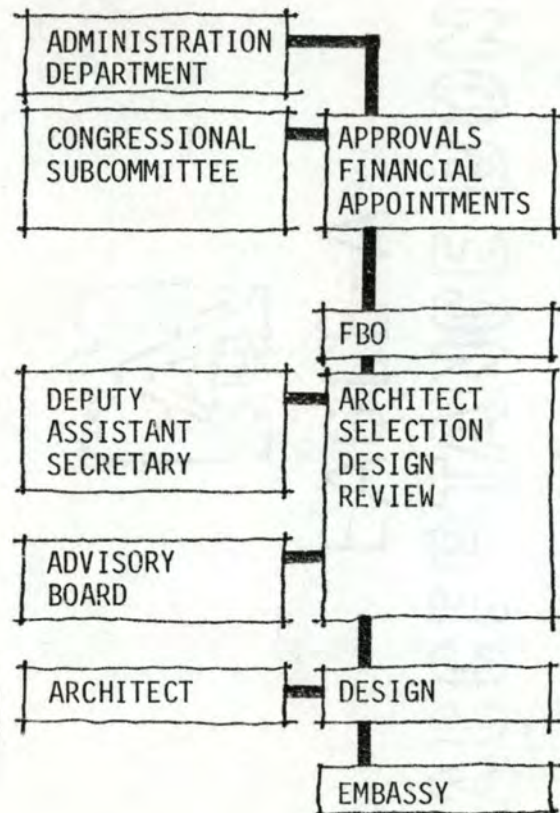 ADMINISTRATION
DEPARTMENT
CONGRESSIONAL
SUBCOMMITTEE
APPROVALS
FINANCIAL
APPOINTMENTS
FBO
DEPUTY
ASSISTANT
SECRETARY
ARCHITECT
SELECTION
DESIGN
REVIEW
ADVISORY
BOARD
ARCHITECT
DESIGN
EMBASSY